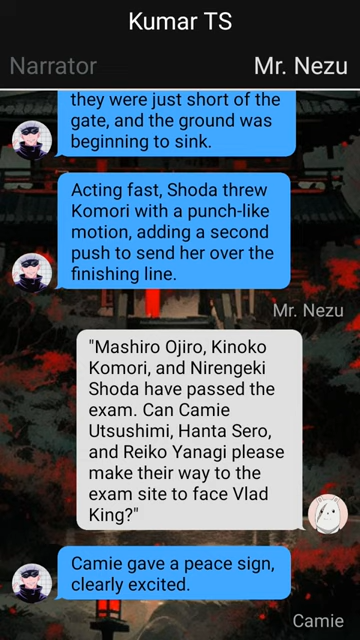 Kumar TS
Narrator
Mr. Nezu
they were just short of the
gate, and the ground was
beginning to sink.
Acting fast, Shoda threw
Komori with a punch-like
motion, adding a second
push to send her over the
finishing line.
Mr. Nezu
"Mashiro Ojiro, Kinoko
Komori, and Nirengeki
Shoda have passed the
exam. Can Camie
Utsushimi, Hanta Sero,
and Reiko Yanagi please
make their way to the
exam site to face Vlad
King?"
Camie gave a peace sign,
clearly excited.
Camie